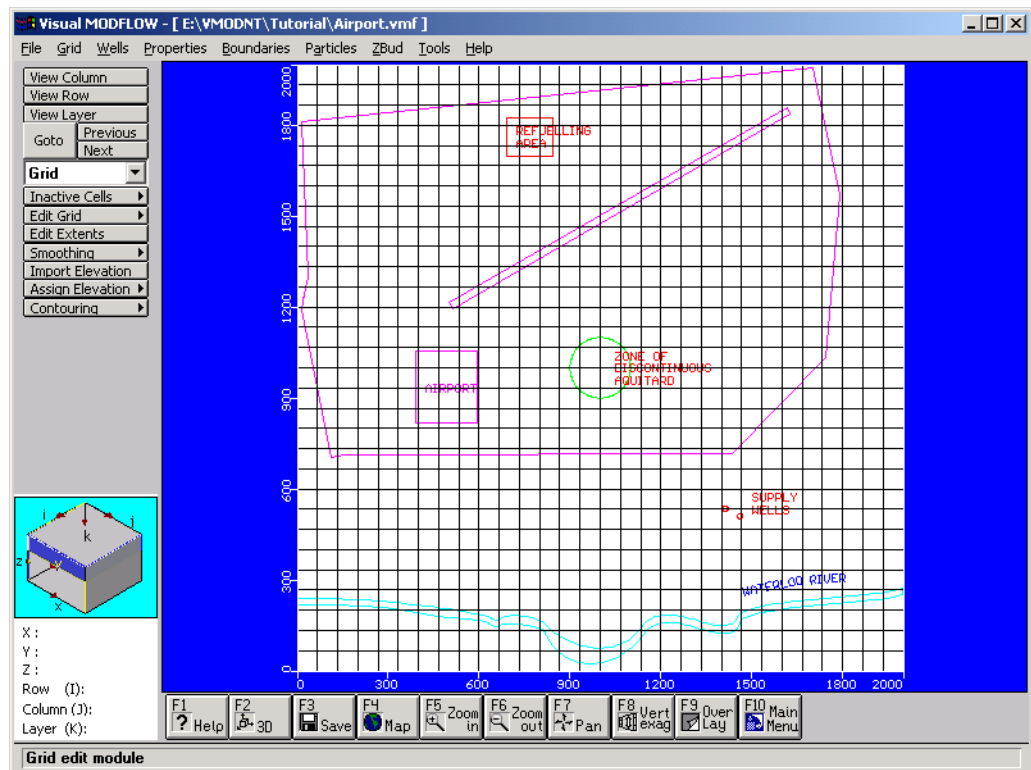 Visual MODFLOW - [ E:\VMODNT\Tutorial\Airport.vmf ]
File Grid Wells Properties Boundaries Particles ZBud Tools Help
View Column
View Row
View Layer
Goto
Previous
Next
Grid
Inactive Cells
Edit Grid
Edit Extents
Smoothing
Import Elevation
Assign Elevation
Contouring
2000
1800
1500
1200
900
600
300
0
REFUELLING
AREA
ZONE OF
DISCONTINUOUS
AQUITARD
AIRPORT
SUPPLY
WELLS
WATERLOO RIVER
0 300 600 900 1200 1500 1800 2000
i
j
k
z
y
x
X :
Y :
Z :
Row (I):
Column (J):
Layer (K):
F1 ? Help
F2 3D
F3 Save
F4 Map
F5 Zoom in
F6 Zoom out
F7 Pan
F8 Vert exag
F9 Over Lay
F10 Main Menu
Grid edit module